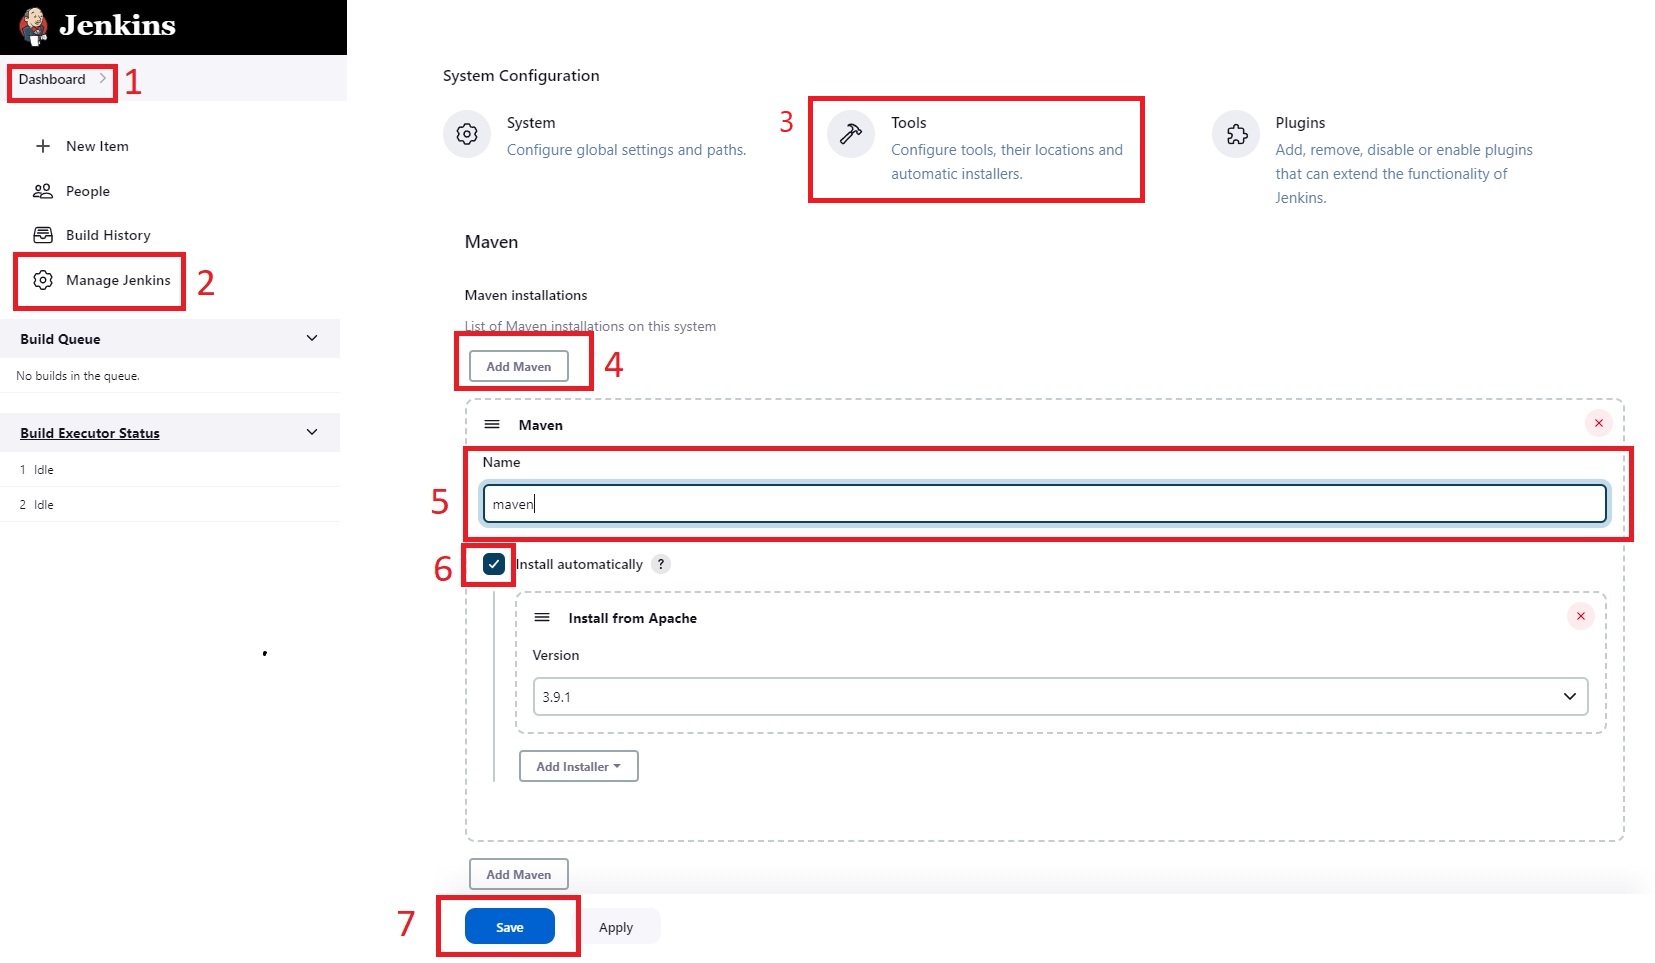 Jenkins
Dashboard
1
New Item
People
Build History
Manage Jenkins
2
Build Queue
No builds in the queue.
Build Executor Status
1 Idle
2 Idle
System Configuration
System
Configure global settings and paths.
3
Tools
Configure tools, their locations and
automatic installers.
Plugins
Add, remove, disable or enable plugins
that can extend the functionality of
Jenkins.
Maven
Maven installations
List of Maven installations on this system
Add Maven
4
Maven
Name
5
maven
6
Install automatically ?
Install from Apache
Version
3.9.1
Add Installer
Add Maven
7
Save
Apply